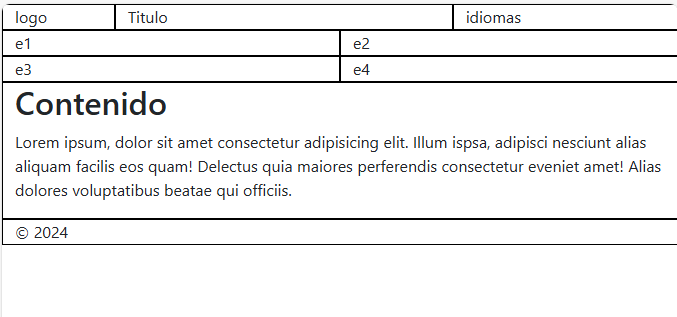 logo Titulo idiomas
e1 e2
e3 e4
Contenido
Lorem ipsum, dolor sit amet consectetur adipisicing elit. Illum ispsa, adipisci nesciunt alias
aliquam facilis eos quam! Delectus quia maiores perferendis consectetur eveniet amet! Alias
dolores voluptatibus beatae qui officiis.
© 2024